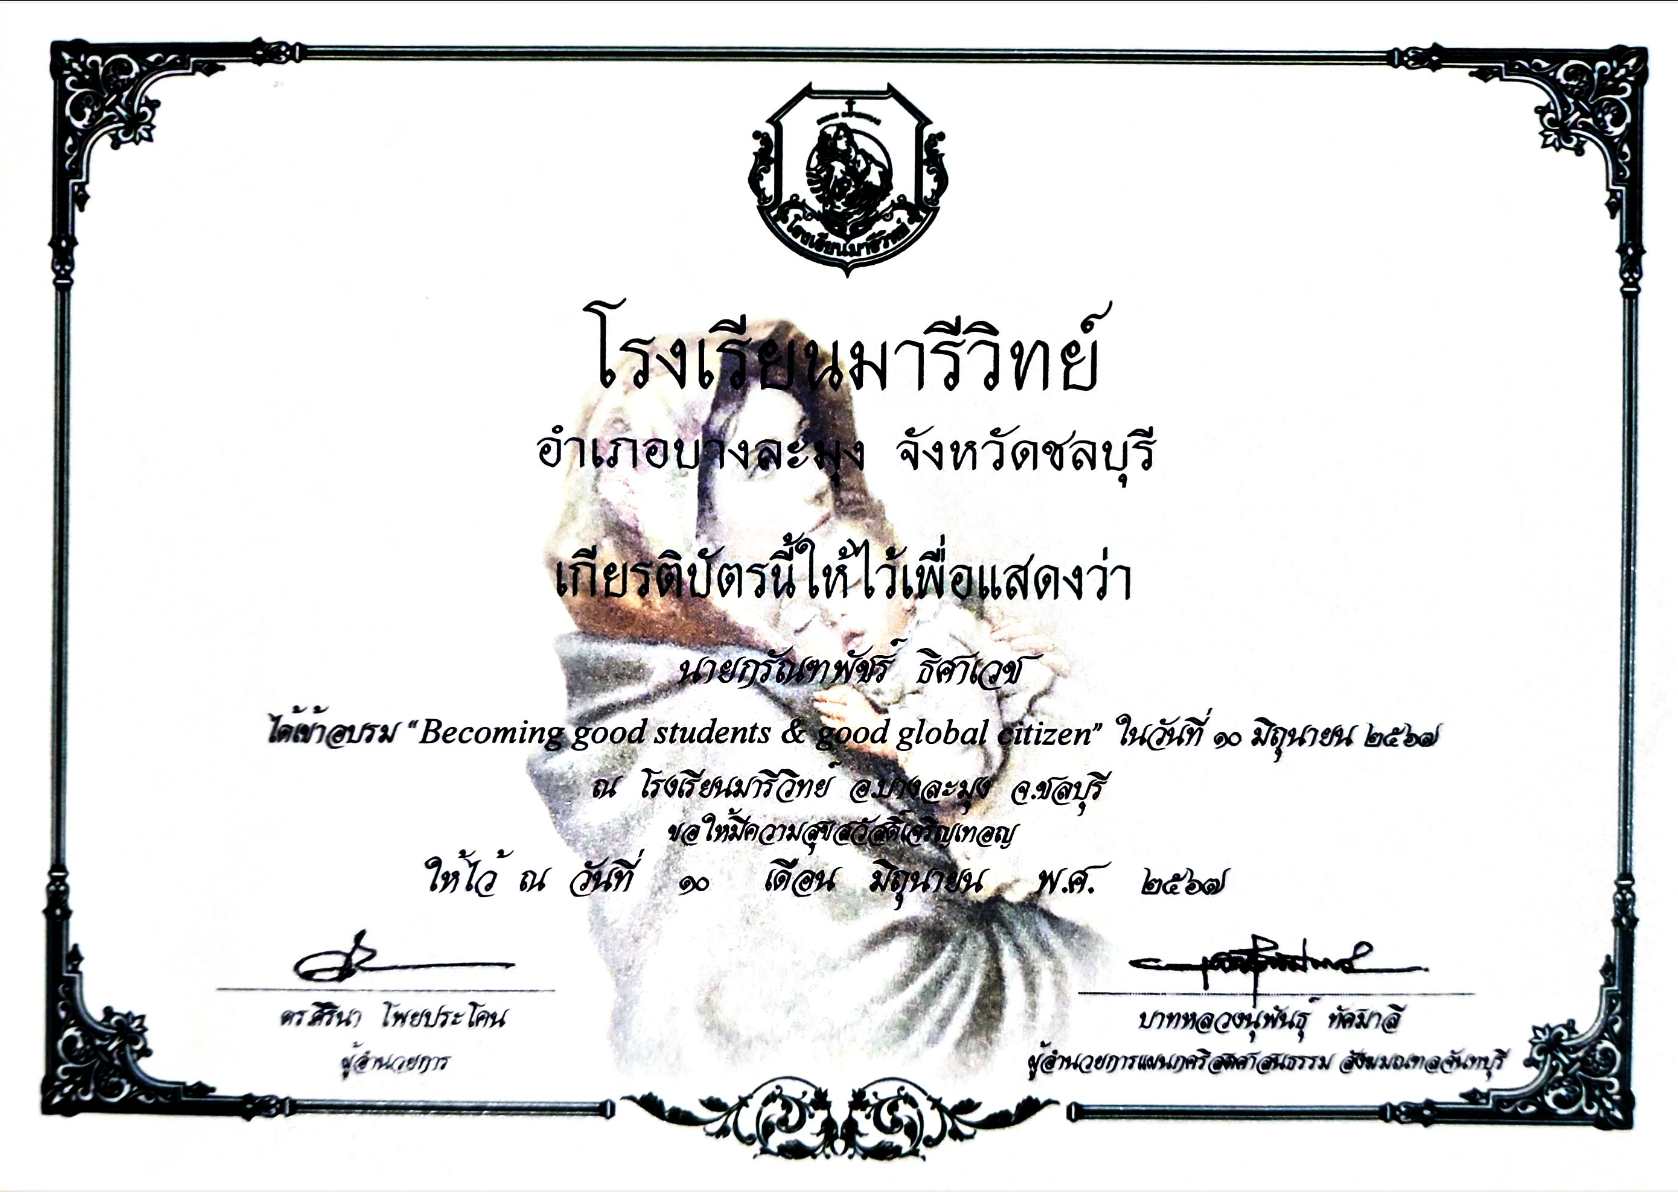 โรงเรียนมารีวิทย์
โรงเรียนมารีวิทย์
อำเภอบางละมุง จังหวัดชลบุรี
เกียรติบัตรนี้ให้ไว้เพื่อแสดงว่า
นายกรัณฑพัชร์ ธิศาเวช
ได้เข้าอบรม “Becoming good students & good global citizen” ในวันที่ ๑๐ มิถุนายน ๒๕๖๗
ณ โรงเรียนมารีวิทย์ อ.บางละมุง จ.ชลบุรี
ขอให้มีความสุขสวัสดิ์เจริญเทอญ
ให้ไว้ ณ วันที่ ๑๐ เดือน มิถุนายน พ.ศ. ๒๕๖๗
ดร.สิรินา โพยประโคน
ผู้อำนวยการ
บาทหลวงนุพันธุ์ ทัศมาลี
ผู้อำนวยการแผนกคริสตศาสนธรรม สังฆมณฑลจันทบุรี